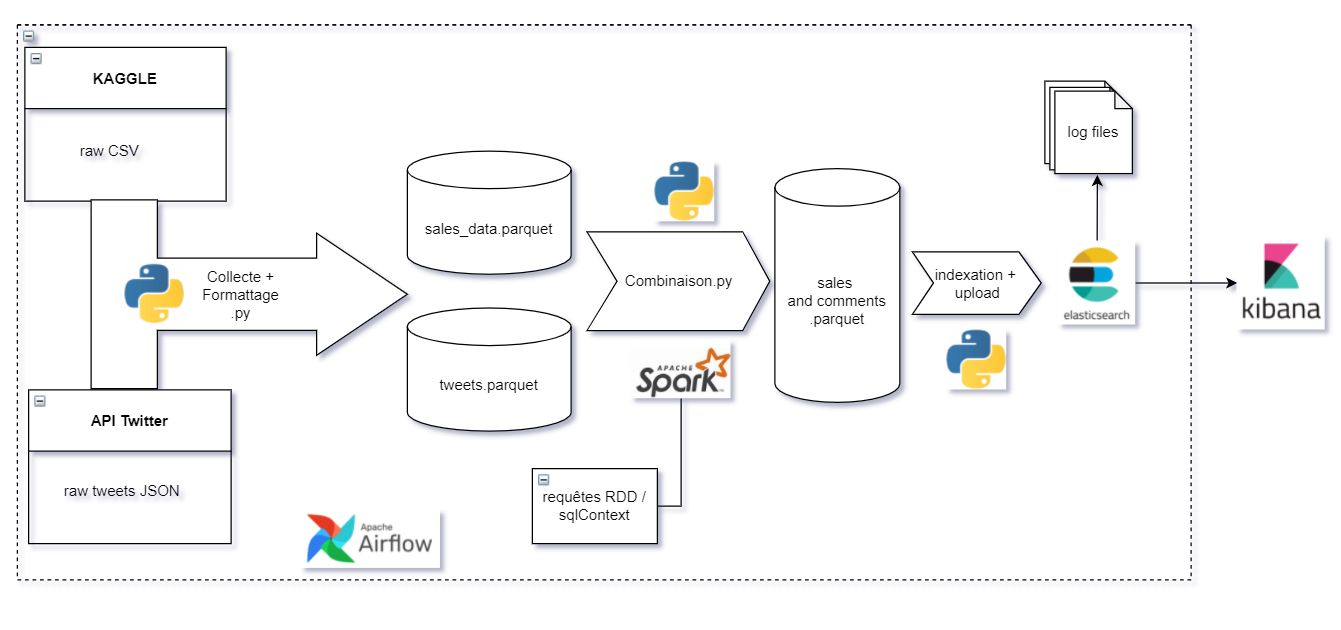 KAGGLE
raw CSV
Collecte +
Formattage
.py
API Twitter
raw tweets JSON
sales_data.parquet
tweets.parquet
Combinaison.py
APACHE
Spark™
requêtes RDD /
sqlContext
Apache
Airflow
sales
and comments
.parquet
indexation +
upload
log files
elasticsearch
kibana